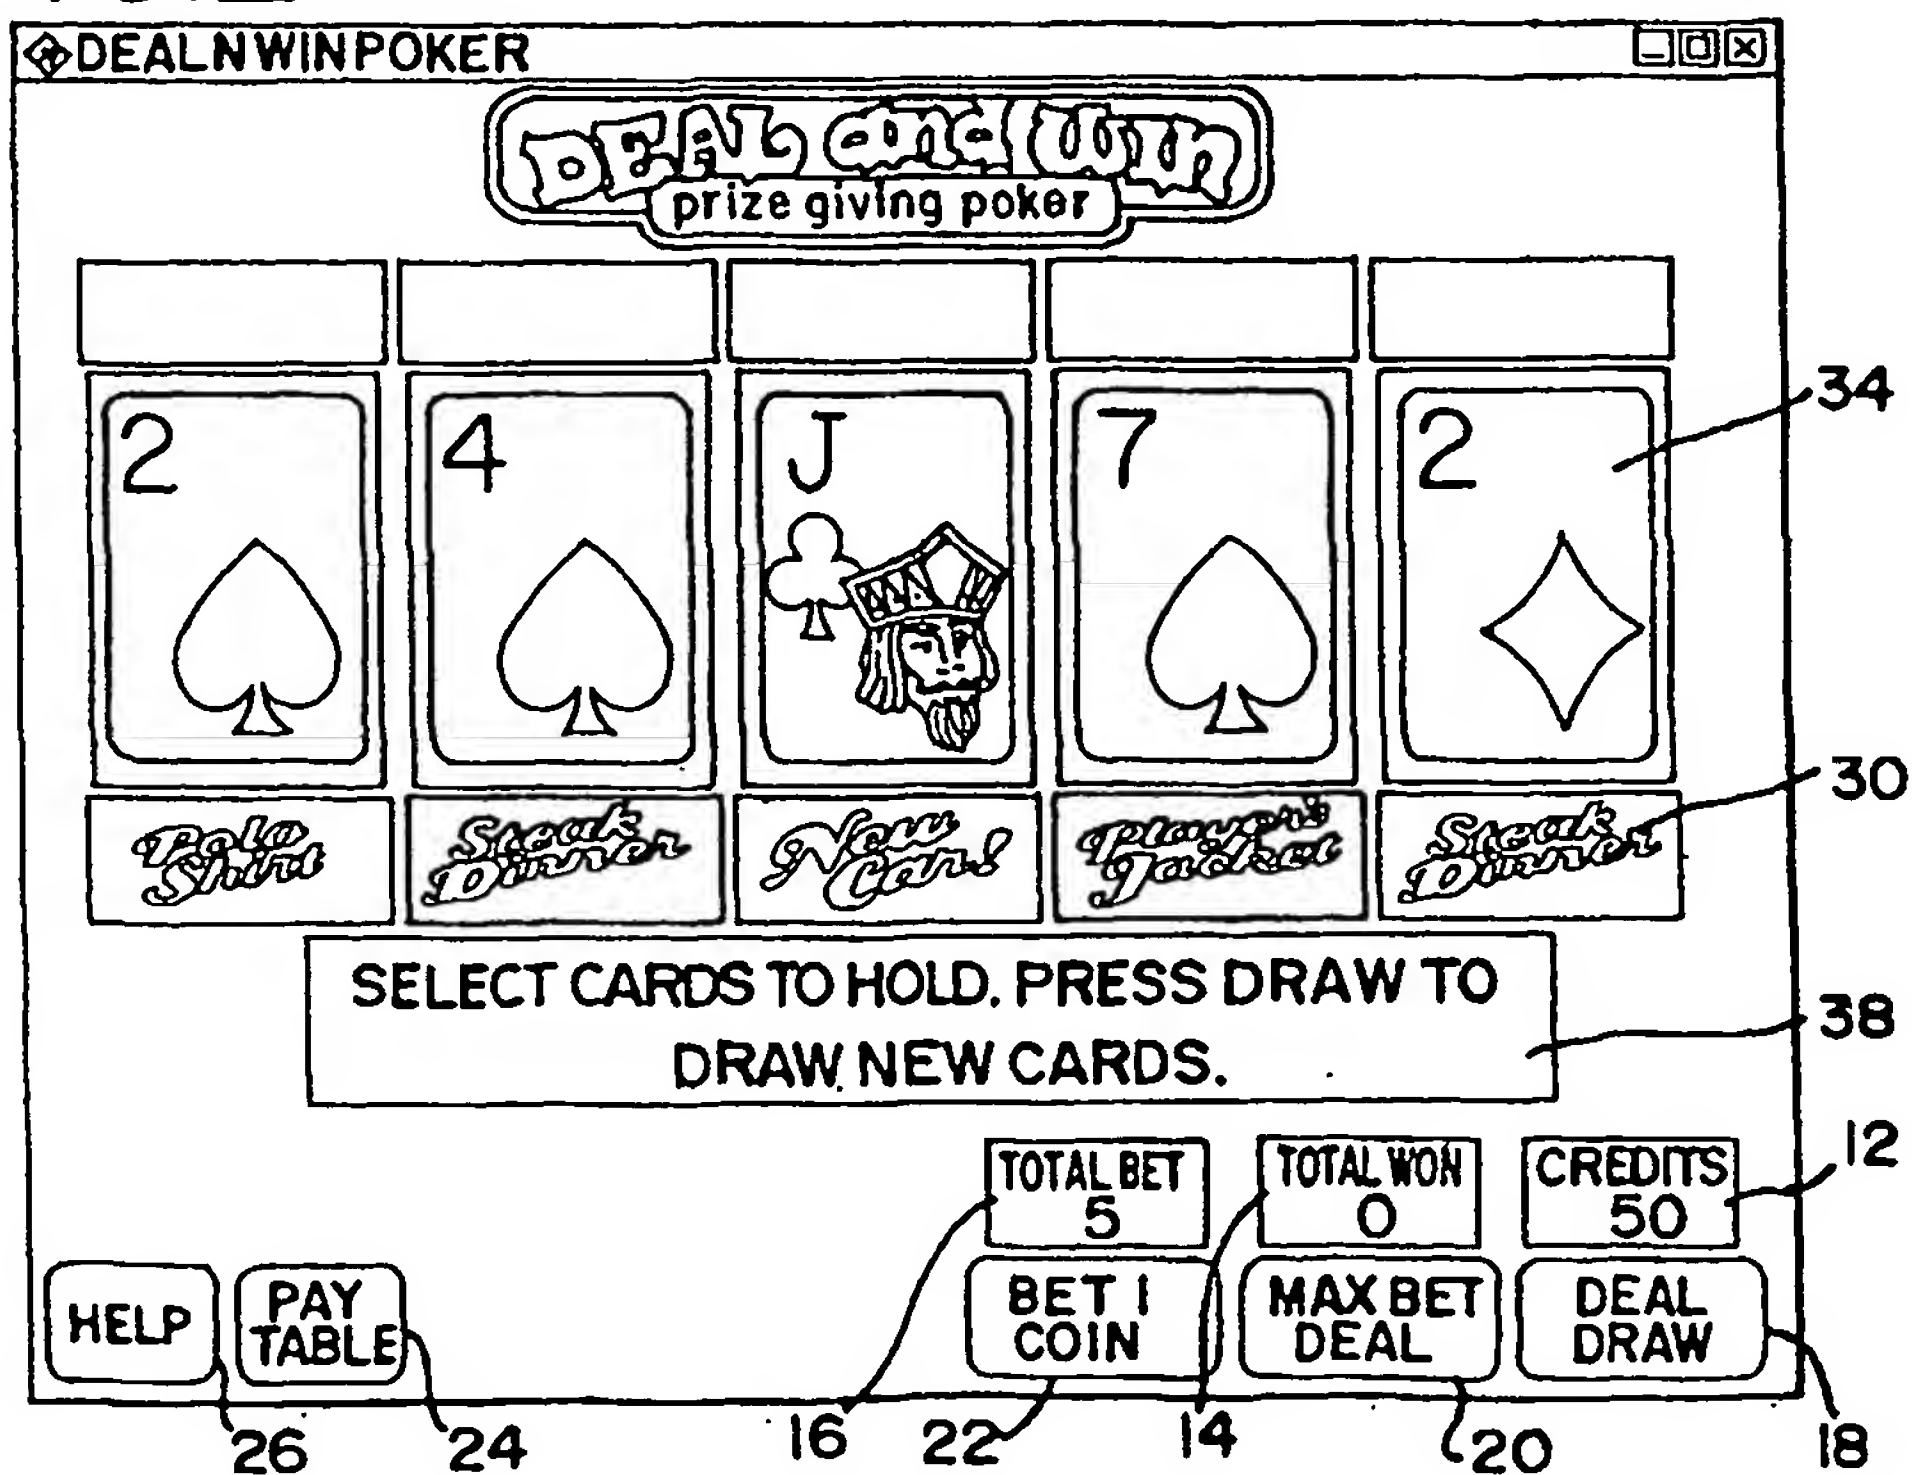 DEALNWINPOKER
DEAL and Win
prize giving poker
2 4 J 7 2
34
Polo Shirt
Steak Dinner
New Car!
Player's Jacket
Steak Dinner
30
SELECT CARDS TO HOLD. PRESS DRAW TO
DRAW NEW CARDS.
38
TOTAL BET
5
TOTAL WON
0
CREDITS
50
12
HELP
PAY
TABLE
BET 1
COIN
MAX BET
DEAL
DEAL
DRAW
26 24 16 22 14 20 18